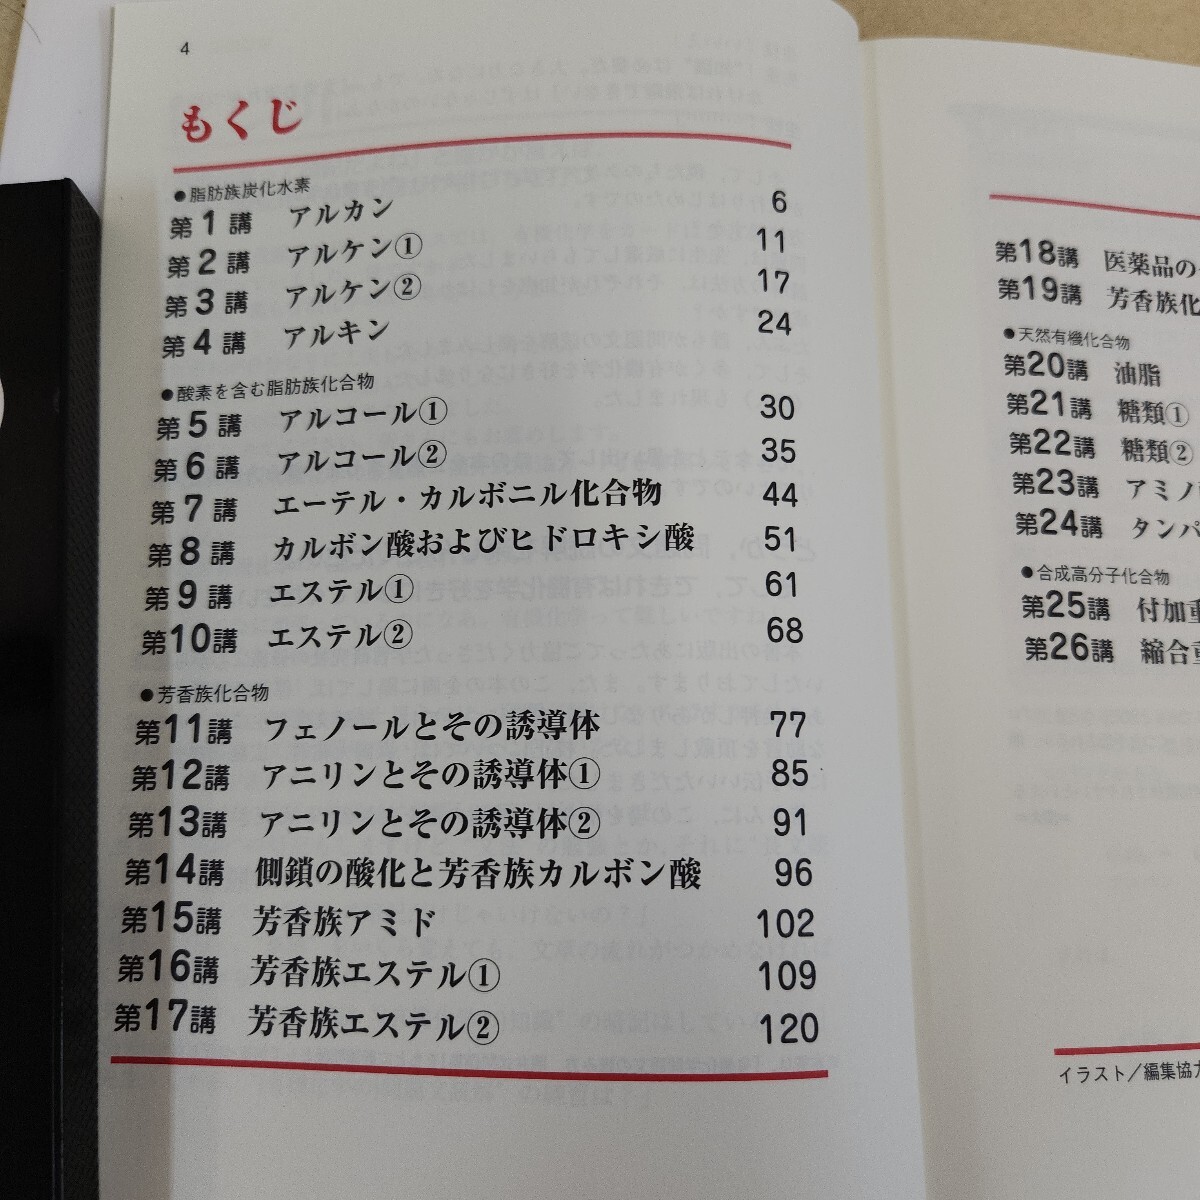 4
もくじ
●脂肪族炭化水素
第1講 アルカン 6
第2講 アルケン① 11
第3講 アルケン② 17
第4講 アルキン 24
●酸素を含む脂肪族化合物
第5講 アルコール① 30
第6講 アルコール② 35
第7講 エーテル・カルボニル化合物 44
第8講 カルボン酸およびヒドロキシ酸 51
第9講 エステル① 61
第10講 エステル② 68
●芳香族化合物
第11講 フェノールとその誘導体 77
第12講 アニリンとその誘導体① 85
第13講 アニリンとその誘導体② 91
第14講 側鎖の酸化と芳香族カルボン酸 96
第15講 芳香族アミド 102
第16講 芳香族エステル① 109
第17講 芳香族エステル② 120
第18講 医薬品の
第19講 芳香族化
●天然有機化合物
第20講 油脂
第21講 糖類①
第22講 糖類②
第23講 アミノ
第24講 タンパ
●合成高分子化合物
第25講 付加重
第26講 縮合重
イラスト／編集協力